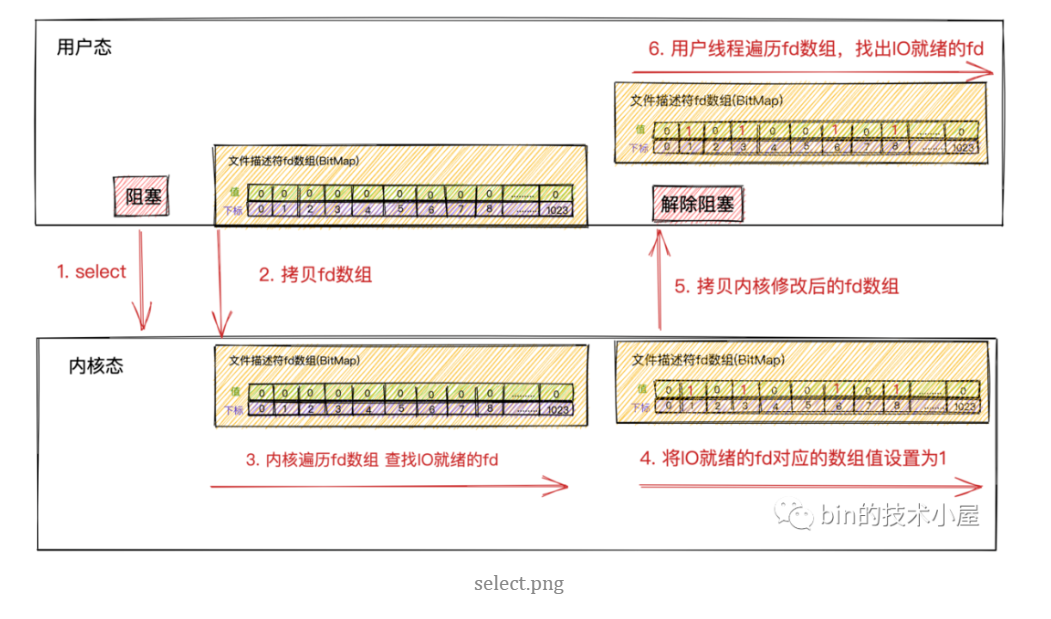 用户态
6. 用户线程遍历fd数组，找出IO就绪的fd
文件描述符fd数组(BitMap)
值 0 1 0 1 0 0 1 0 1 ........ 0
下标 0 1 2 3 4 5 6 7 8 ........ 1023
文件描述符fd数组(BitMap)
值 0 0 0 0 0 0 0 0 0 ........ 0
下标 0 1 2 3 4 5 6 7 8 ........ 1023
阻塞
解除阻塞
1. select
2. 拷贝fd数组
5. 拷贝内核修改后的fd数组
内核态
文件描述符fd数组(BitMap)
值 0 0 0 0 0 0 0 0 0 ........ 0
下标 0 1 2 3 4 5 6 7 8 ........ 1023
文件描述符fd数组(BitMap)
值 0 1 0 1 0 0 1 0 1 ........ 0
下标 0 1 2 3 4 5 6 7 8 ........ 1023
3. 内核遍历fd数组 查找IO就绪的fd
4. 将IO就绪的fd对应的数组值设置为1
bin的技术小屋
select.png